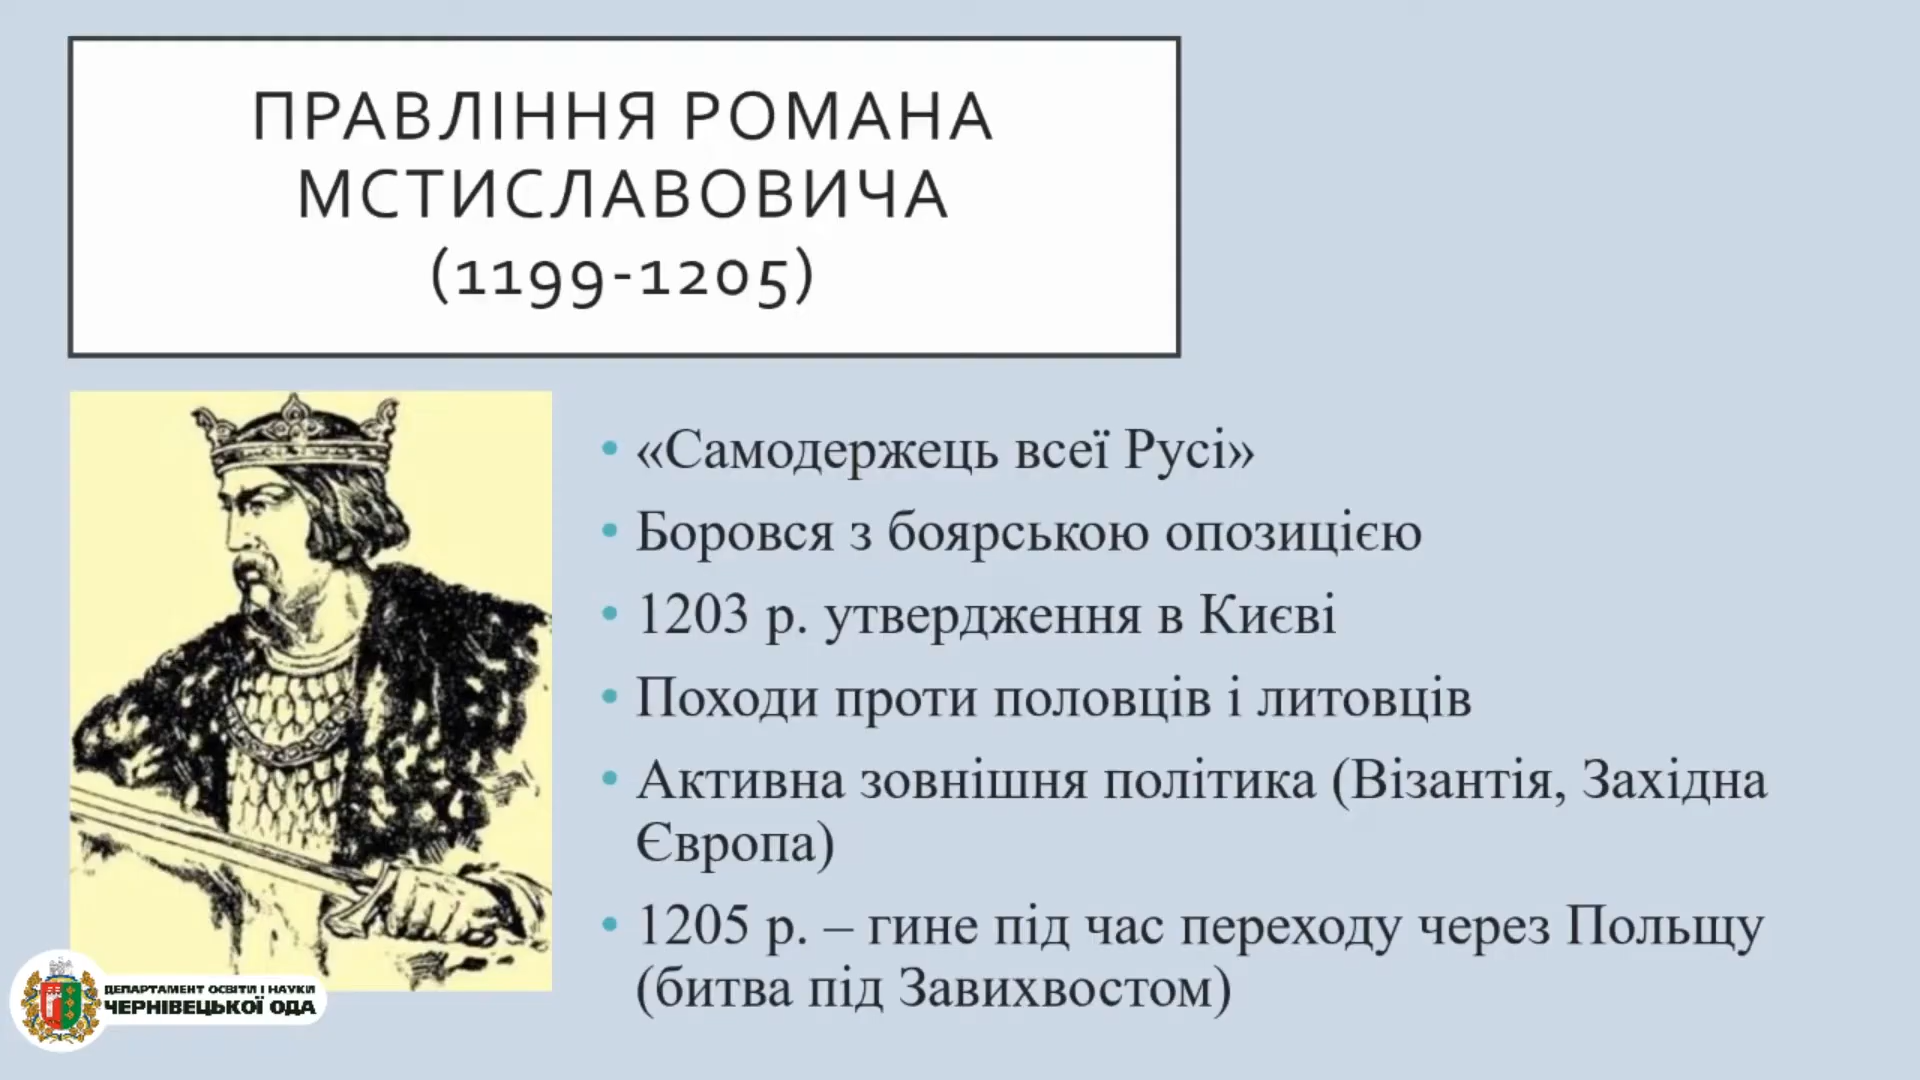 ПРАВЛІННЯ РОМАНА
МСТИСЛАВОВИЧА
(1199-1205)
• «Самодержець всеї Русі»
• Боровся з боярською опозицією
• 1203 р. утвердження в Києві
• Походи проти половців і литовців
• Активна зовнішня політика (Візантія, Західна
Європа)
• 1205 р. – гине під час переходу через Польщу
(битва під Завихвостом)
ДЕПАРТАМЕНТ ОСВІТИ І НАУКИ
ЧЕРНІВЕЦЬКОЇ ОДА